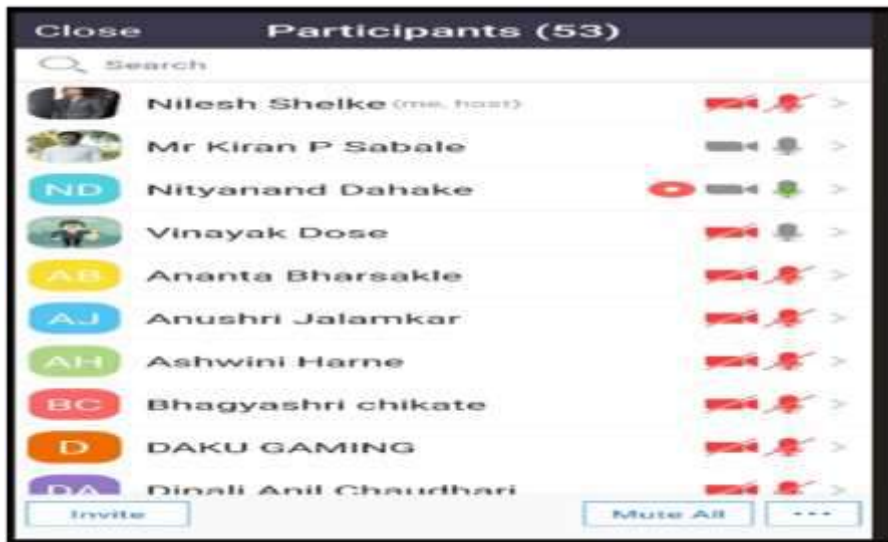 Close Participants (53)
Search
Nilesh Shelke (me, host)
Mr Kiran P Sabale
ND Nityanand Dahake
Vinayak Dose
AB Ananta Bharsakle
AJ Anushri Jalamkar
AH Ashwini Harne
BC Bhagyashri chikate
D DAKU GAMING
DA Dipali Anil Chaudhari
Invite Mute All ...